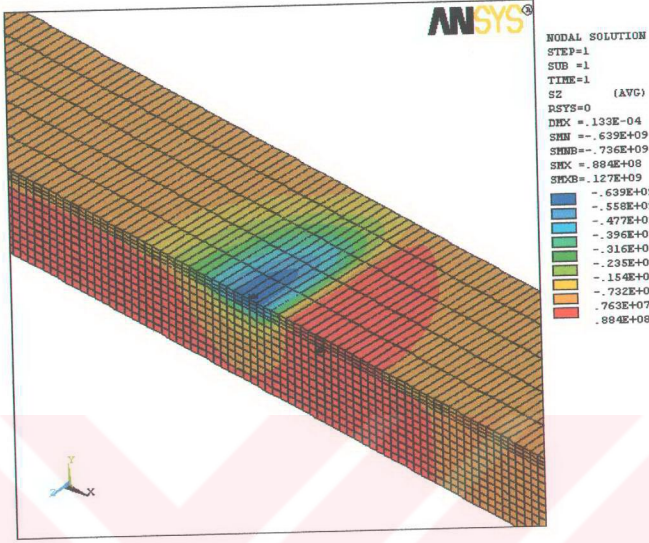 ANSYS®
NODAL SOLUTION
STEP=1
SUB =1
TIME=1
SZ (AVG)
RSYS=0
DMX =.133E-04
SMN =-.639E+09
SMNB=-.736E+09
SMX =.884E+08
SMXB=.127E+09
-.639E+09
-.558E+0
-.477E+0
-.396E+0
-.316E+0
-.235E+0
-.154E+0
-.732E+0
.763E+07
.884E+08
Y
Z
X